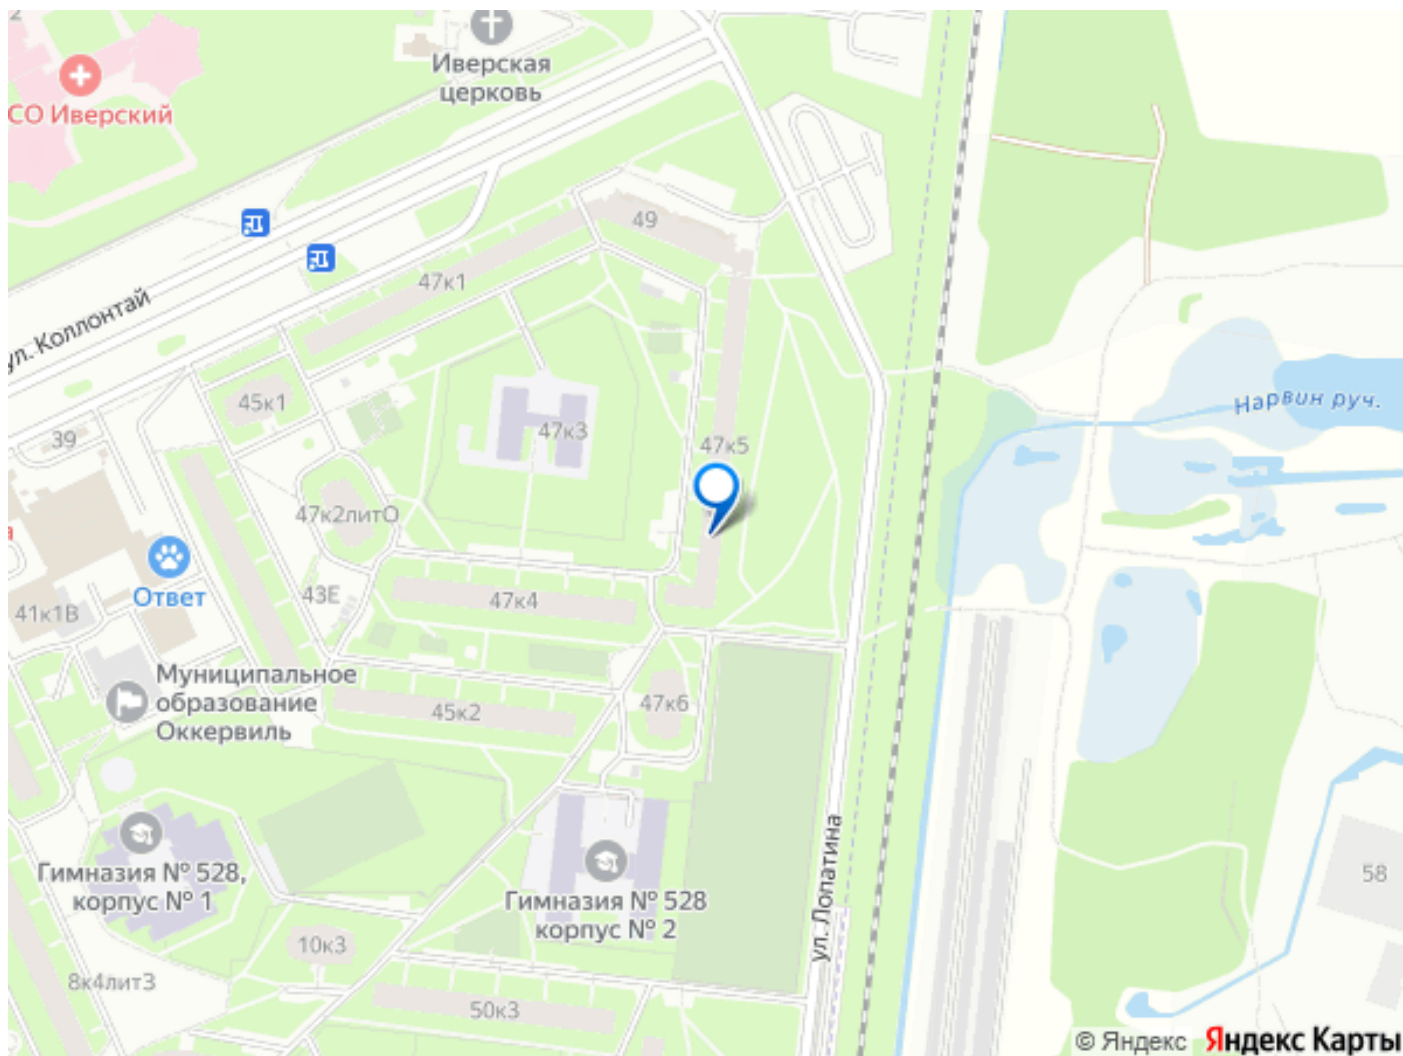 2
Иверская
церковь
СО Иверский
49
47к1
ул. Коллонтай
45к1
39
47к3
47к5
Нарвин руч.
47к2литО
Ответ
43Е
41к1В
47к4
Муниципальное
образование
Оккервиль
45к2
47к6
Гимназия № 528,
корпус № 1
Гимназия № 528
корпус № 2
ул. Лопатина
58
10к3
8к4литЗ
50к3
© Яндекс Яндекс Карты